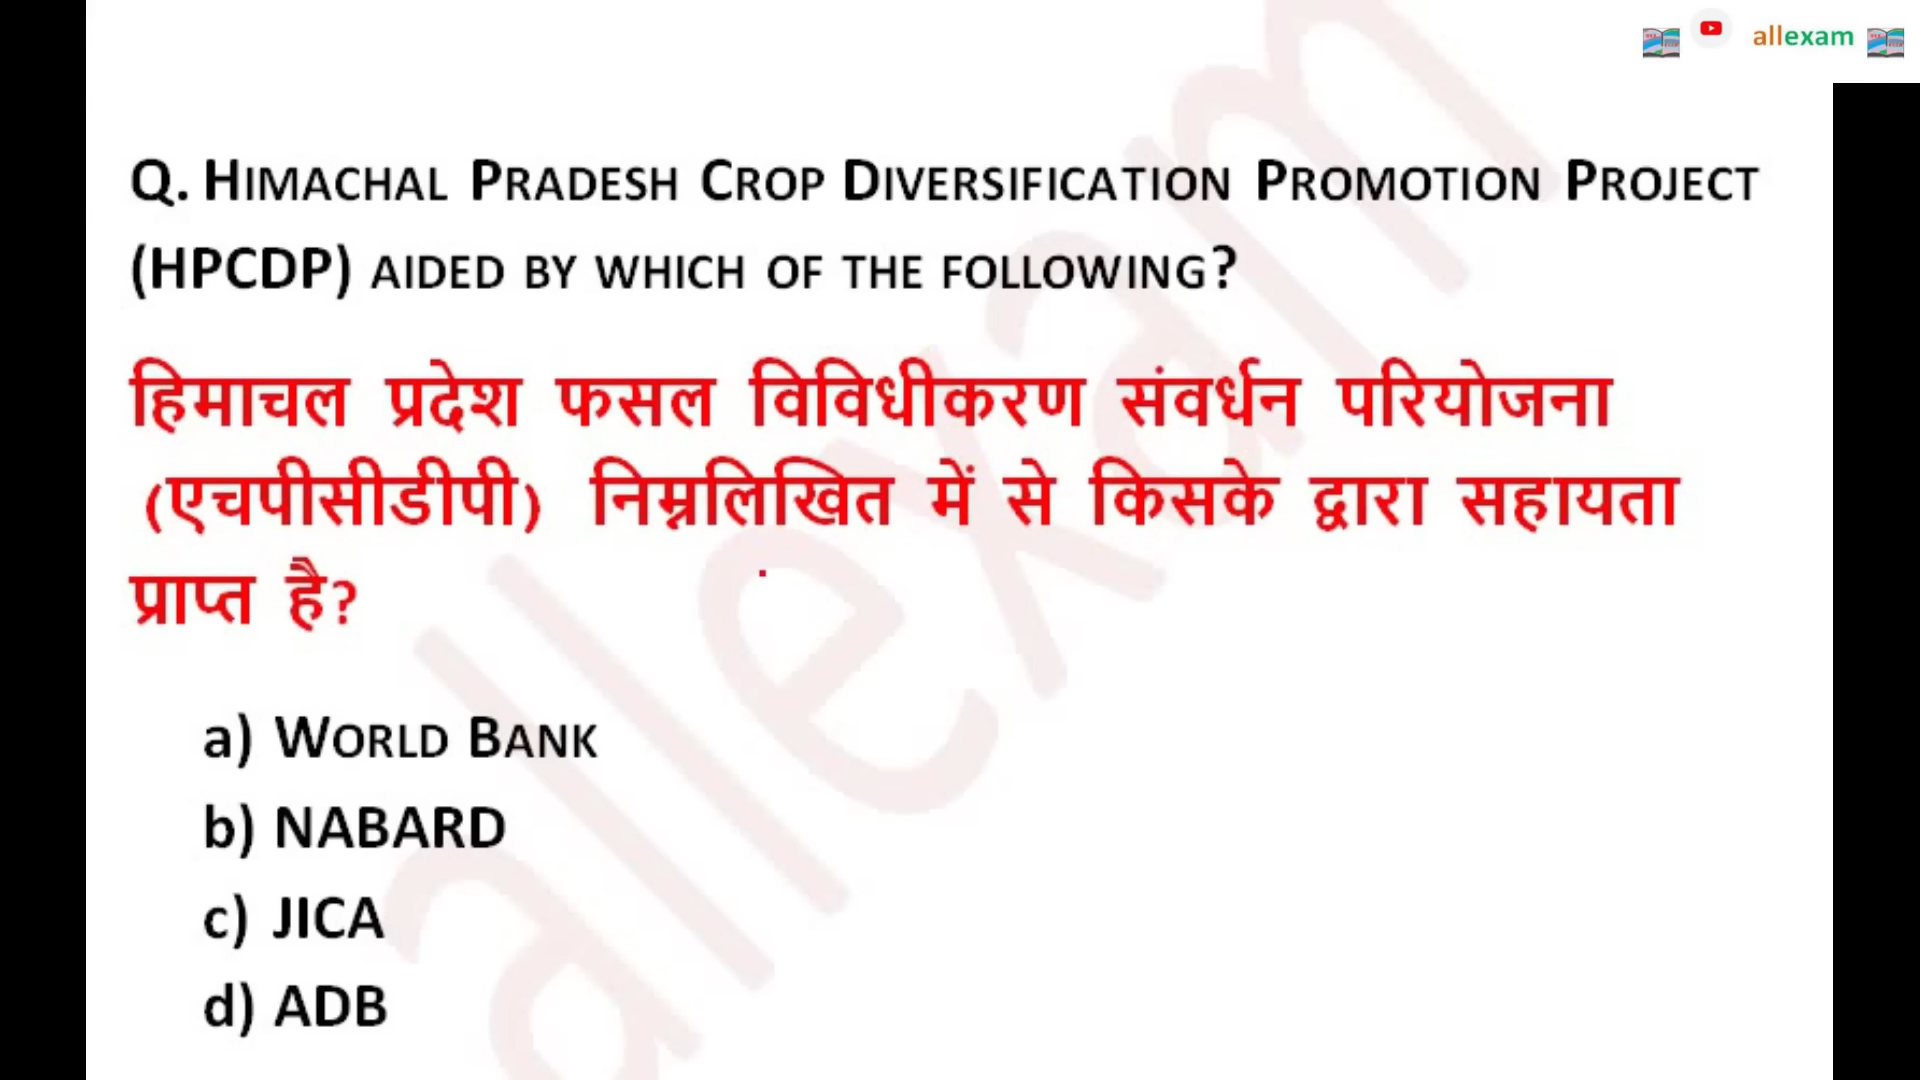 allexam
Q. HIMACHAL PRADESH CROP DIVERSIFICATION PROMOTION PROJECT
(HPCDP) AIDED BY WHICH OF THE FOLLOWING?
हिमाचल प्रदेश फसल विविधीकरण संवर्धन परियोजना
(एचपीसीडीपी) निम्नलिखित में से किसके द्वारा सहायता
प्राप्त है?
a) WORLD BANK
b) NABARD
c) JICA
d) ADB
allexam